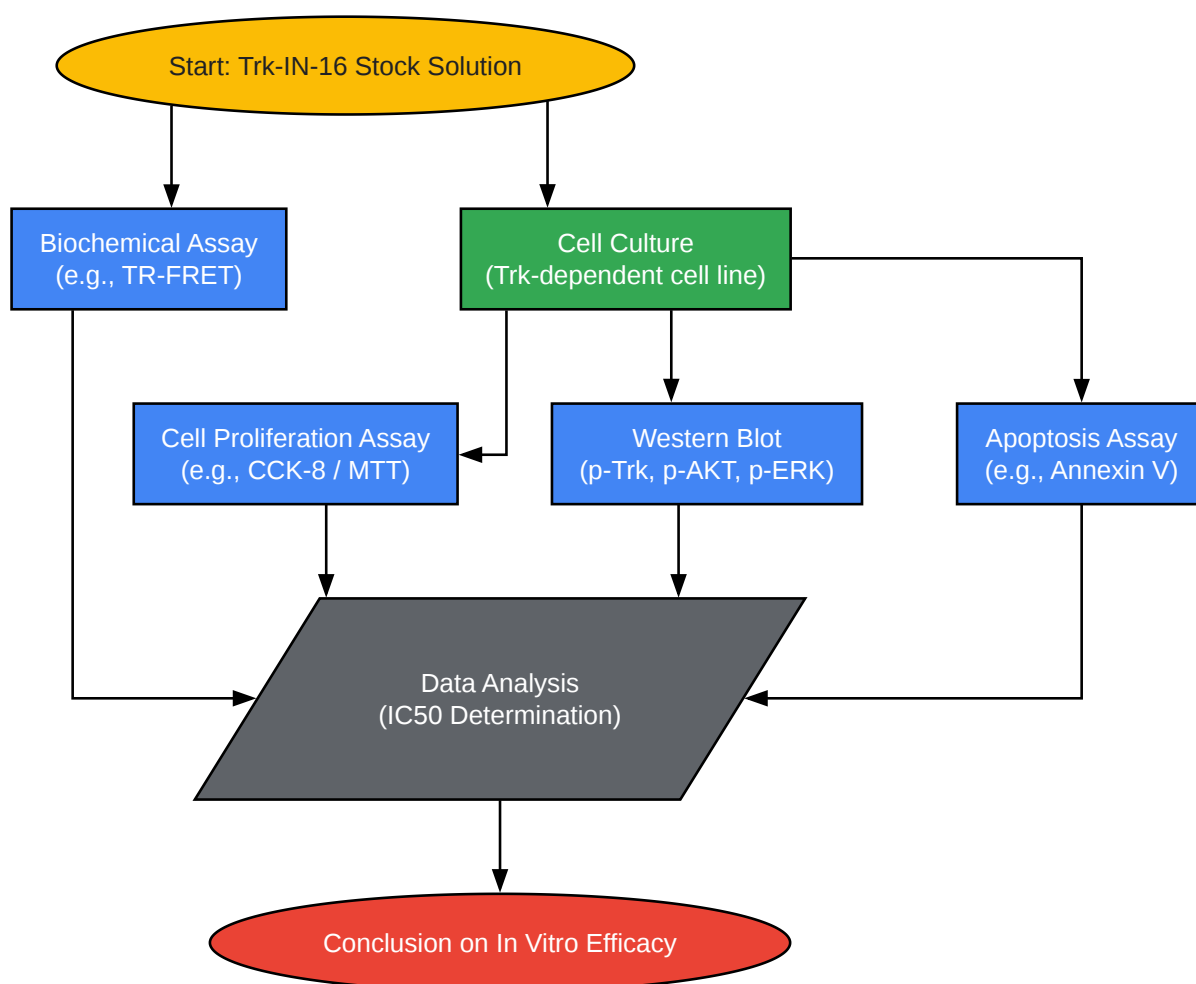 Start: Trk-IN-16 Stock Solution
Biochemical Assay
(e.g., TR-FRET)
Cell Culture
(Trk-dependent cell line)
Cell Proliferation Assay
(e.g., CCK-8 / MTT)
Western Blot
(p-Trk, p-AKT, p-ERK)
Apoptosis Assay
(e.g., Annexin V)
Data Analysis
(IC50 Determination)
Conclusion on In Vitro Efficacy